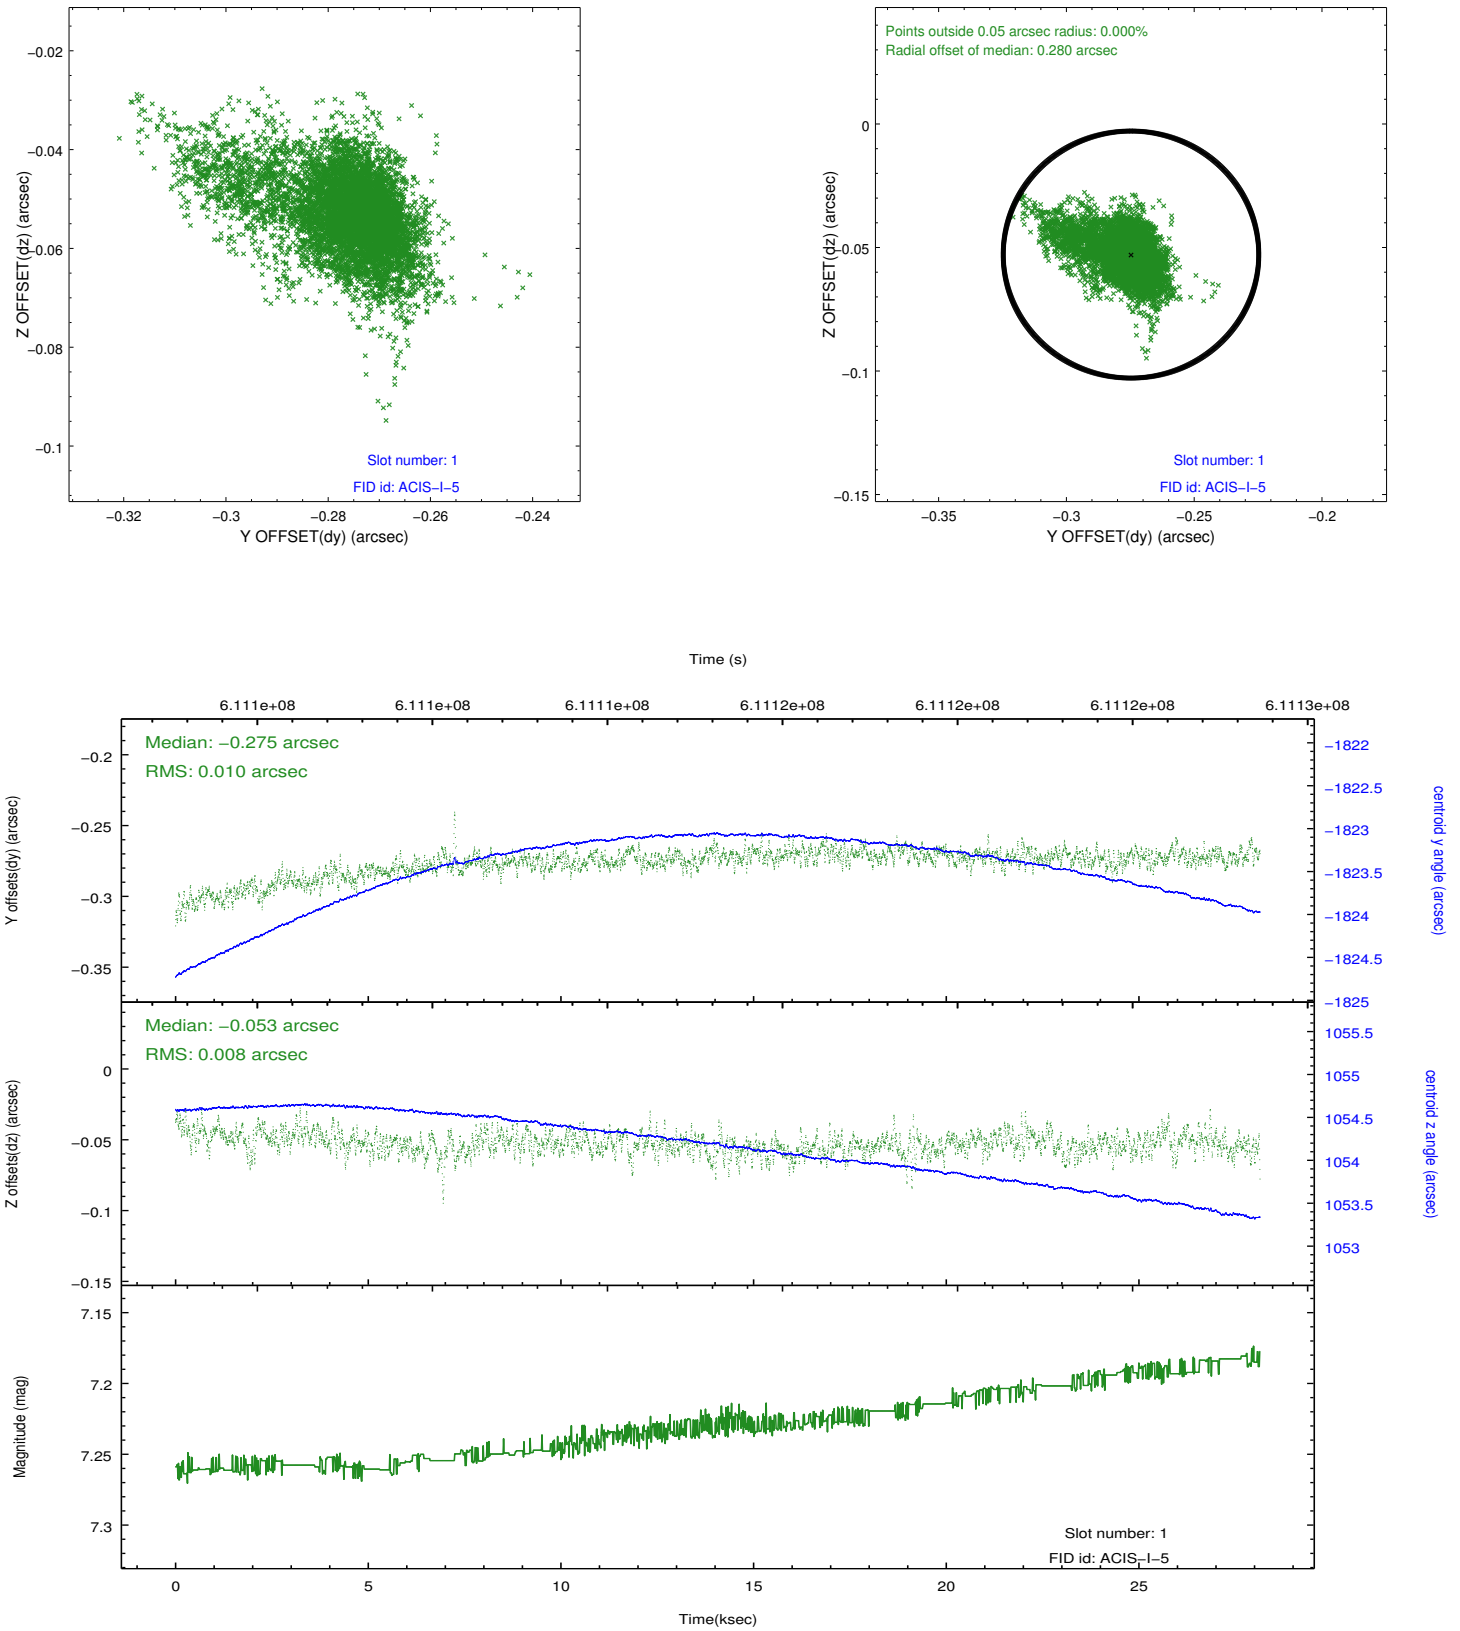 −0.02
−0.04
−0.06
−0.08
−0.1
Z OFFSET(dz) (arcsec)
Slot number: 1
FID id: ACIS−I−5
−0.32 −0.3 −0.28 −0.26 −0.24
Y OFFSET(dy) (arcsec)
Points outside 0.05 arcsec radius: 0.000%
Radial offset of median: 0.280 arcsec
0
−0.05
−0.1
−0.15
Z OFFSET(dz) (arcsec)
Slot number: 1
FID id: ACIS−I−5
−0.35 −0.3 −0.25 −0.2
Y OFFSET(dy) (arcsec)
Time (s)
6.111e+08 6.111e+08 6.1111e+08 6.1112e+08 6.1112e+08 6.1112e+08 6.1113e+08
Median: −0.275 arcsec
RMS: 0.010 arcsec
−0.2
−0.25
−0.3
−0.35
Y offsets(dy) (arcsec)
−1822
−1822.5
−1823
−1823.5
−1824
−1824.5
−1825
centroid y angle (arcsec)
Median: −0.053 arcsec
RMS: 0.008 arcsec
0
−0.05
−0.1
−0.15
Z offsets(dz) (arcsec)
1055.5
1055
1054.5
1054
1053.5
1053
centroid z angle (arcsec)
7.15
7.2
7.25
7.3
Magnitude (mag)
Slot number: 1
FID id: ACIS−I−5
0 5 10 15 20 25
Time(ksec)